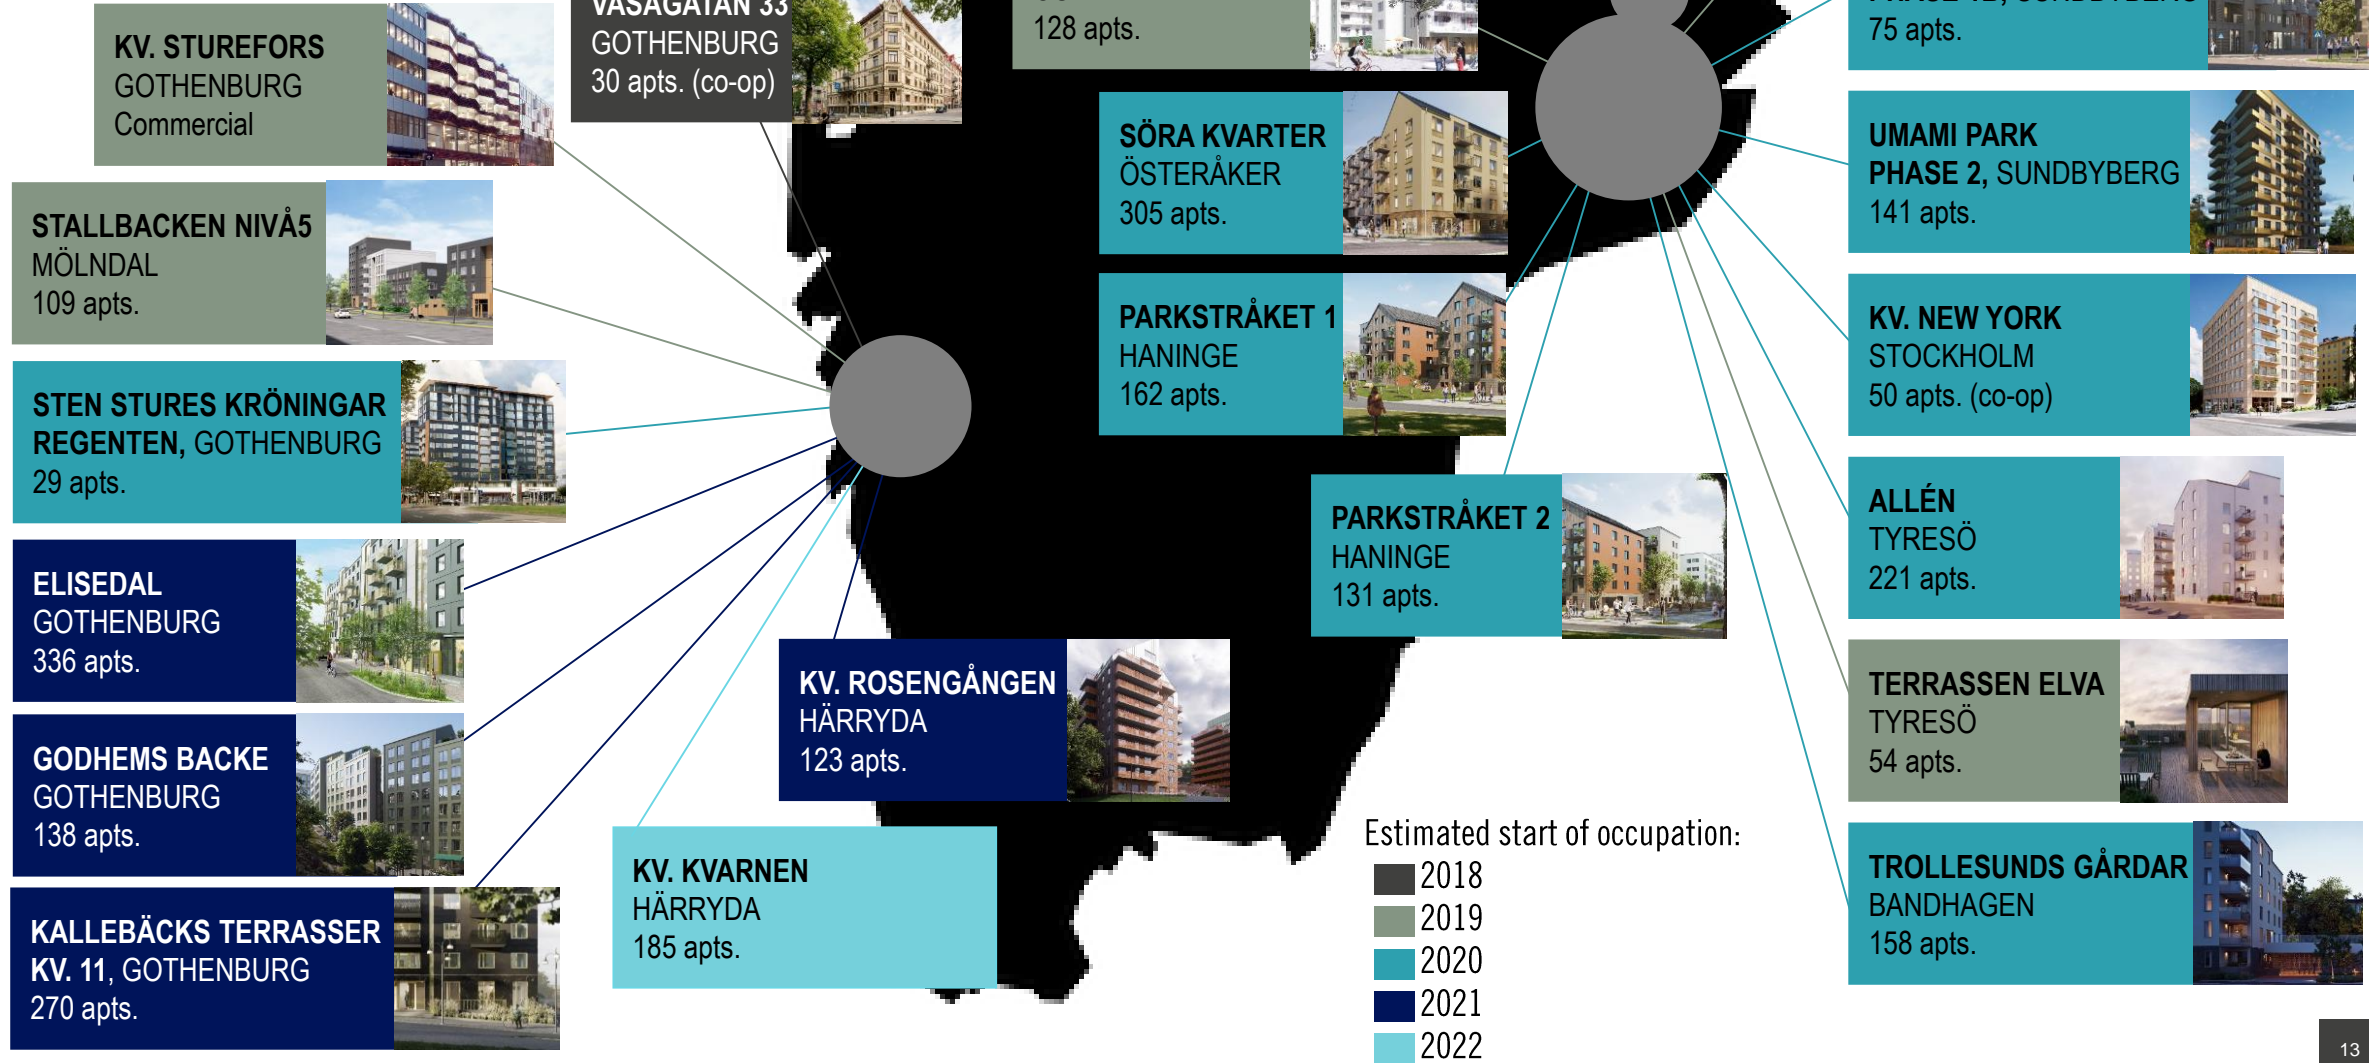 KV. STUREFORS
GOTHENBURG
Commercial
VASAGATAN 33
GOTHENBURG
30 apts. (co-op)
128 apts.
75 apts.
STALLBACKEN NIVÅ5
MÖLNDAL
109 apts.
SÖRA KVARTER
ÖSTERÅKER
305 apts.
UMAMI PARK
PHASE 2, SUNDBYBERG
141 apts.
STEN STURES KRÖNINGAR
REGENTEN, GOTHENBURG
29 apts.
PARKSTRÅKET 1
HANINGE
162 apts.
KV. NEW YORK
STOCKHOLM
50 apts. (co-op)
ELISEDAL
GOTHENBURG
336 apts.
PARKSTRÅKET 2
HANINGE
131 apts.
ALLÉN
TYRESÖ
221 apts.
GODHEMS BACKE
GOTHENBURG
138 apts.
KV. ROSENGÅNGEN
HÄRRYDA
123 apts.
TERRASSEN ELVA
TYRESÖ
54 apts.
KALLEBÄCKS TERRASSER
KV. 11, GOTHENBURG
270 apts.
KV. KVARNEN
HÄRRYDA
185 apts.
TROLLESUNDS GÅRDAR
BANDHAGEN
158 apts.
Estimated start of occupation:
2018
2019
2020
2021
2022
13